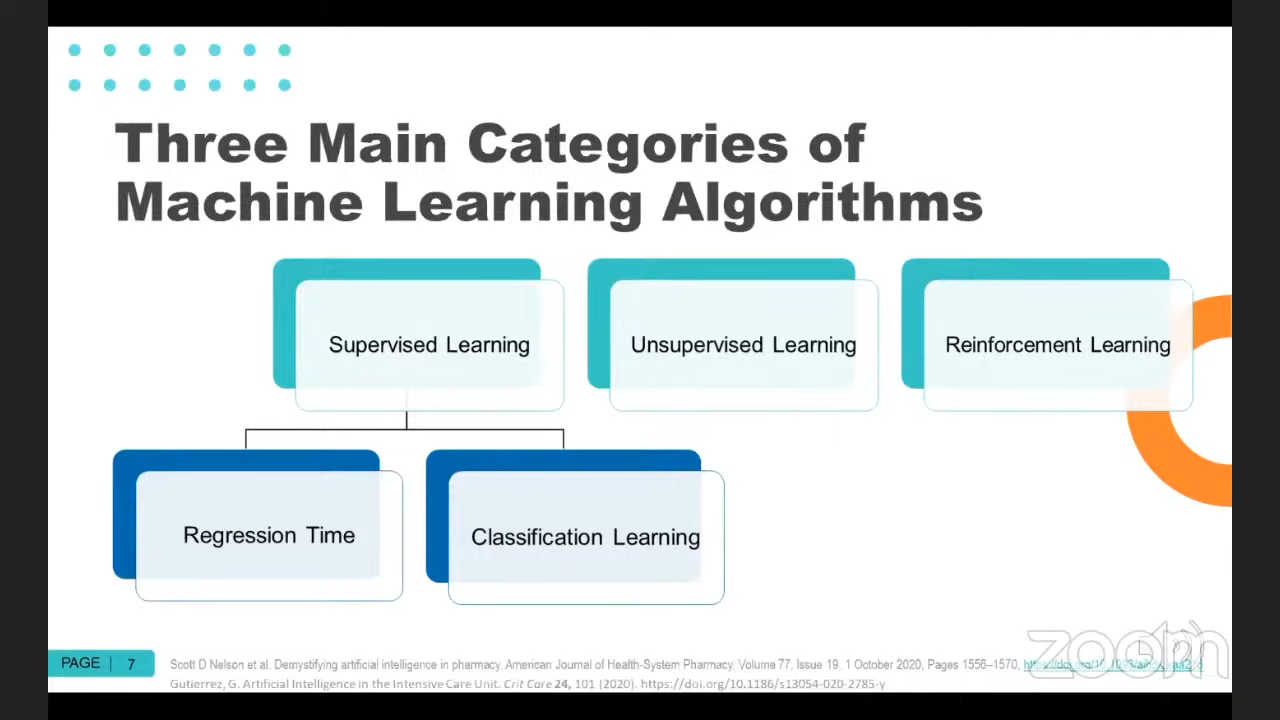 Three Main Categories of
Machine Learning Algorithms
Supervised Learning
Unsupervised Learning
Reinforcement Learning
Regression Time
Classification Learning
PAGE | 7
Scott D Nelson et al. Demystifying artificial intelligence in pharmacy, American Journal of Health-System Pharmacy, Volume 77, Issue 19, 1 October 2020, Pages 1556–1570,
Gutierrez, G. Artificial Intelligence in the Intensive Care Unit. Crit Care 24, 101 (2020). https://doi.org/10.1186/s13054-020-2785-y
zoom